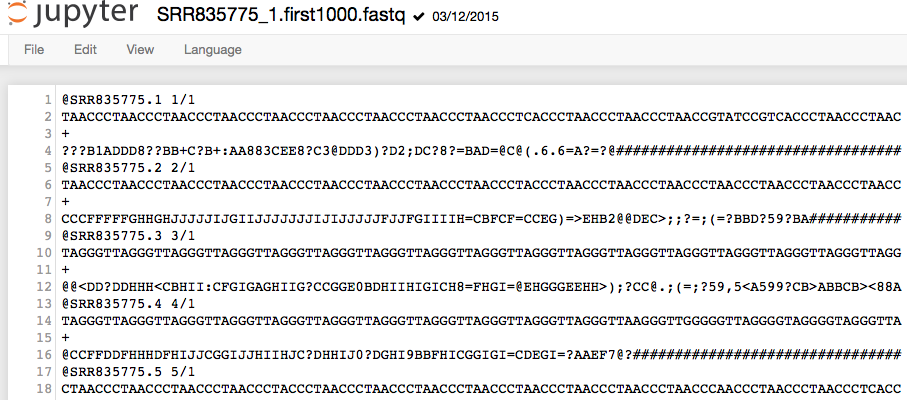 jupyter SRR835775_1.first1000.fastq ✔ 03/12/2015
File Edit View Language
1 @SRR835775.1 1/1
2 TAACCCTAACCCTAACCCTAACCCTAACCCTAACCCTAACCCTAACCCTAACCCTCACCCTAACCCTAACCCTAACCGTATCCGTCACCCTAACCCTAAC
3 +
4 ???B1ADDD8??BB+C?B+:AA883CEE8?C3@DDD3)?D2;DC?8?=BAD=@C@(.6.6=A?=?@##################################
5 @SRR835775.2 2/1
6 TAACCCTAACCCTAACCCTAACCCTAACCCTAACCCTAACCCTAACCCTAACCCTACCCTAACCCTAACCCTAACCCTAACCCTAACCCTAACCCTAACC
7 +
8 CCCFFFFFGHHGHJJJJJIJGIIJJJJJJJIJIJJJJJFJJFGIIIIH=CBFCF=CCEG)=>EHB2@@DEC>;;?=;(=?BBD?59?BA###########
9 @SRR835775.3 3/1
10 TAGGGTTAGGGTTAGGGTTAGGGTTAGGGTTAGGGTTAGGGTTAGGGTTAGGGTTAGGGTTAGGGTTAGGGTTAGGGTTAGGGTTAGGGTTAGGGTTAGG
11 +
12 @@<DD?DDHHH<CBHII:CFGIGAGHIIG?CCGGE0BDHIIHIGICH8=FHGI=@EHGGGEEHH>);?CC@.;(=;?59,5<A599?CB>ABBCB><88A
13 @SRR835775.4 4/1
14 TAGGGTTAGGGTTAGGGTTAGGGTTAGGGTTAGGGTTAGGGTTAGGGTTAGGGTTAGGGTTAGGGTTAAGGGTTGGGGGTTAGGGGTAGGGGTAGGGTTA
15 +
16 @CCFFDDFHHHDFHIJJCGGIJJHIIHJC?DHHIJ0?DGHI9BBFHICGGIGI=CDEGI=?AAEF7@?################################
17 @SRR835775.5 5/1
18 CTAACCCTAACCCTAACCCTAACCCTACCCTAACCCTAACCCTAACCCTAACCCTAACCCTAACCCTAACCCTAACCCAACCCTAACCCTAACCCTCACC